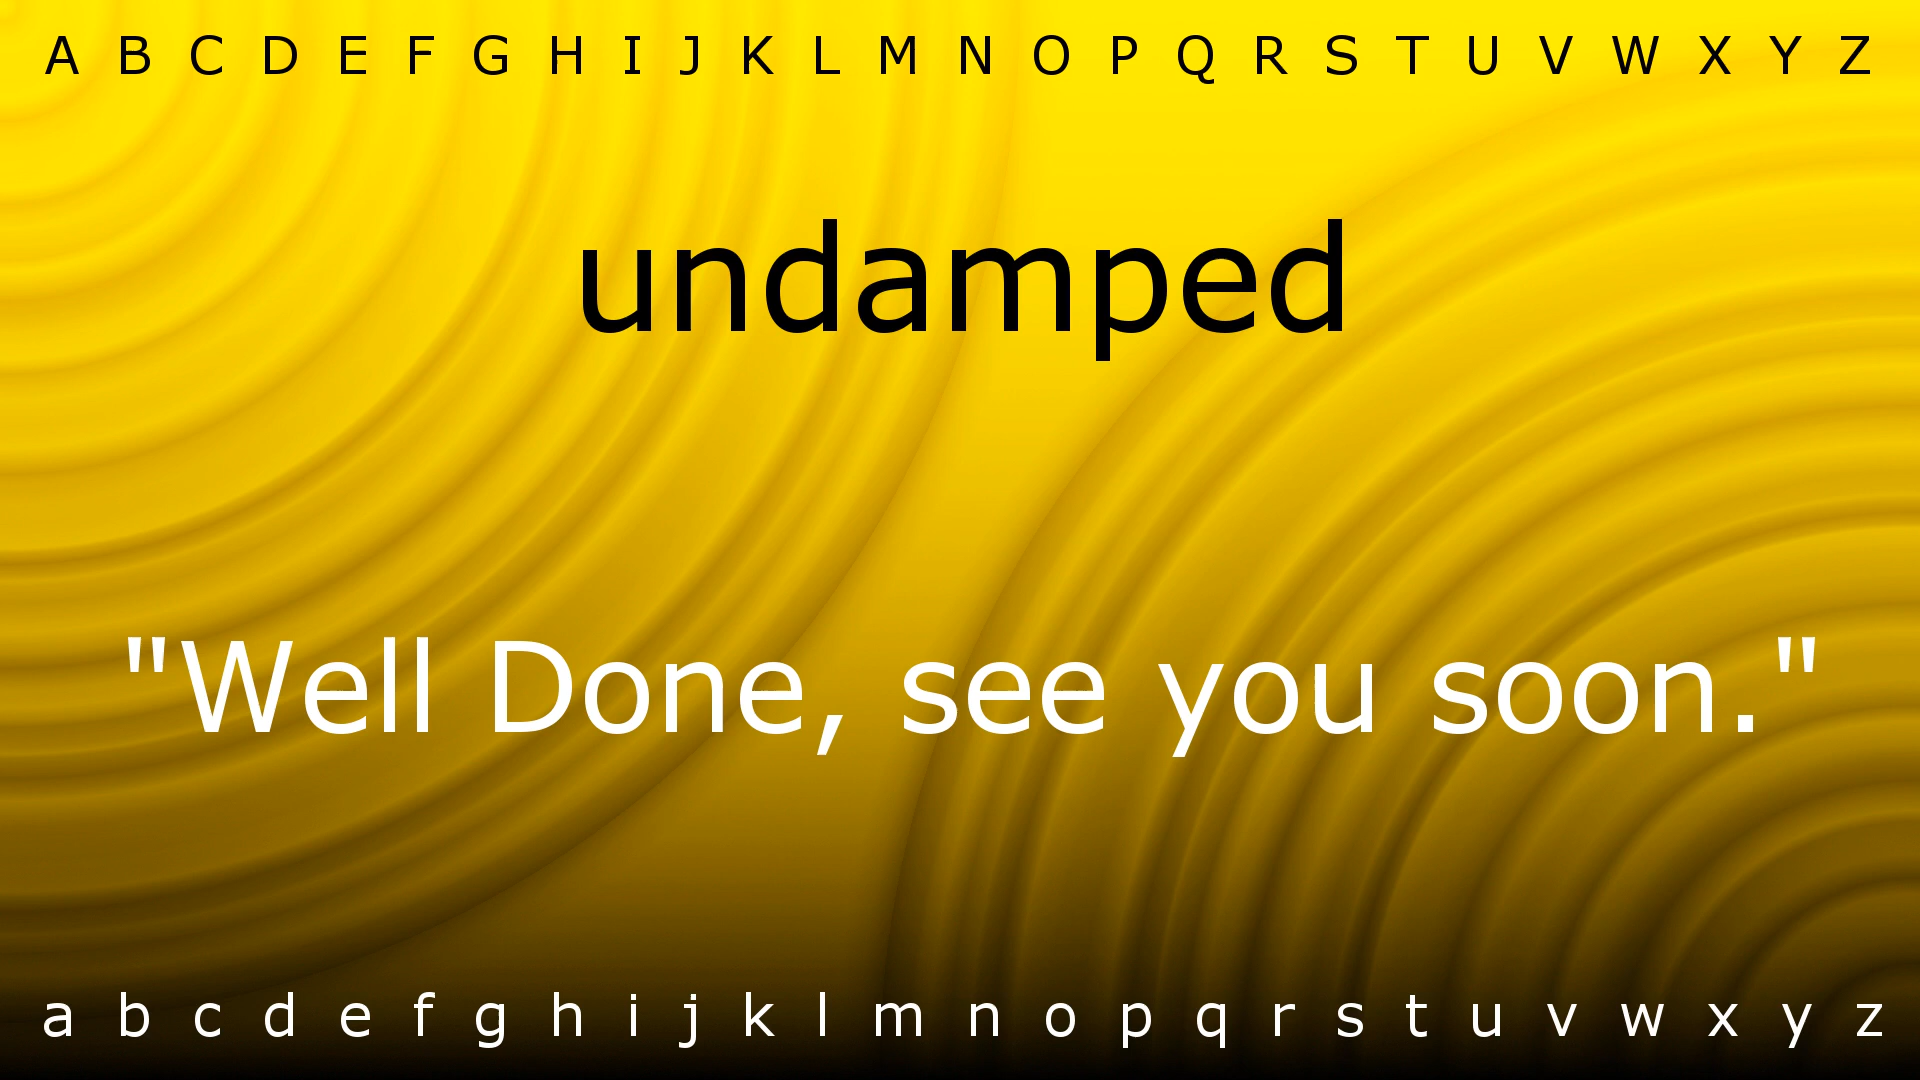 A B C D E F G H I J K L M N O P Q R S T U V W X Y Z
undamped
"Well Done, see you soon."
a b c d e f g h i j k l m n o p q r s t u v w x y z